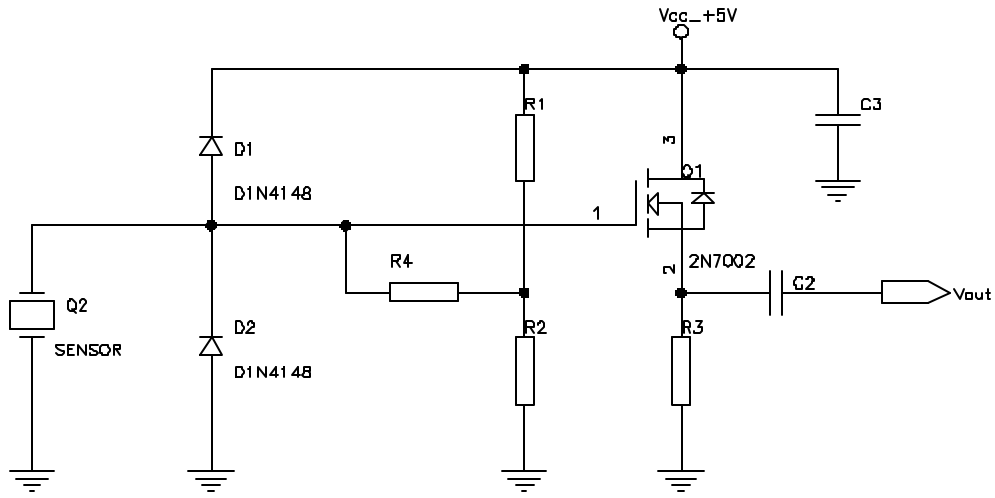 Vcc_+5V
R1
C3
3
D1
Q1
D1N4148
1
R4
2
2N7002
C2
Vout
Q2
D2
R2
R3
SENSOR
D1N4148